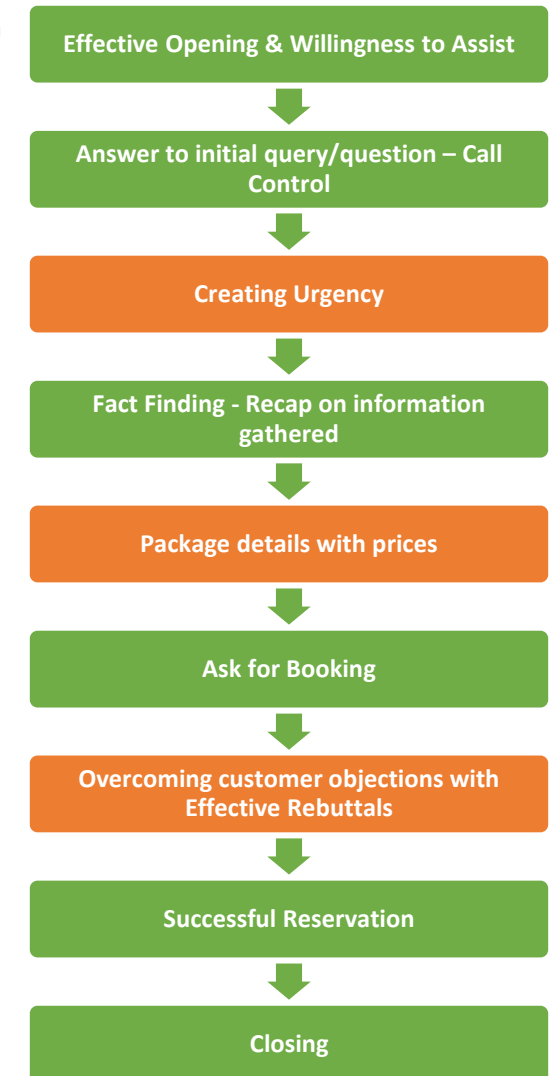 Effective Opening & Willingness to Assist
Answer to initial query/question – Call
Control
Creating Urgency
Fact Finding - Recap on information
gathered
Package details with prices
Ask for Booking
Overcoming customer objections with
Effective Rebuttals
Successful Reservation
Closing